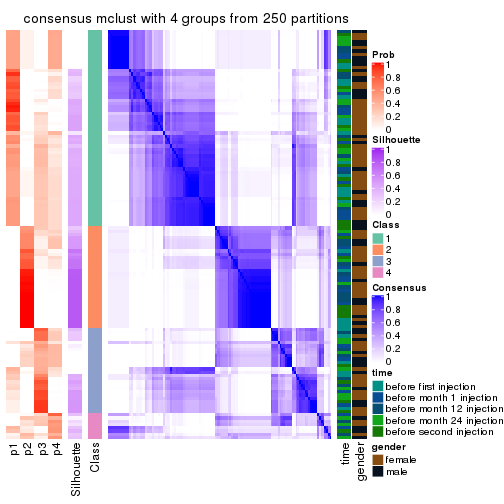 consensus mclust with 4 groups from 250 partitions
Prob
1
0.8
0.6
0.4
0.2
0
Silhouette
1
0.8
0.6
0.4
0.2
0
Class
1
2
3
4
Consensus
1
0.8
0.6
0.4
0.2
0
time
before first injection
before month 1 injection
before month 12 injection
before month 24 injection
before second injection
gender
female
male
p1
p2
p3
p4
Silhouette
Class
time
gender